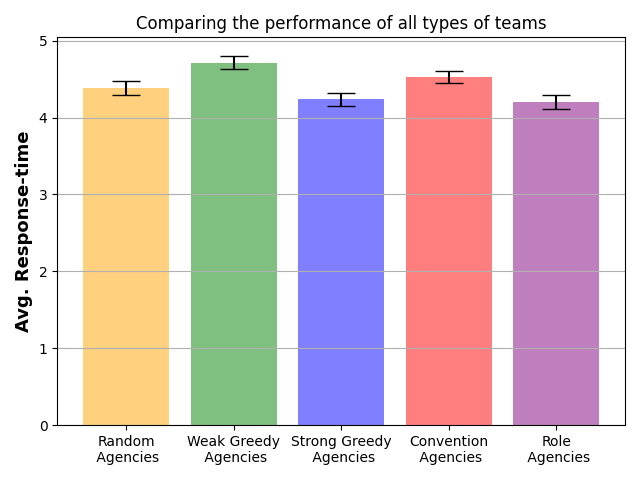 Comparing the performance of all types of teams
Avg. Response-time
5
4
3
2
1
0
Random
Agencies
Weak Greedy
Agencies
Strong Greedy
Agencies
Convention
Agencies
Role
Agencies